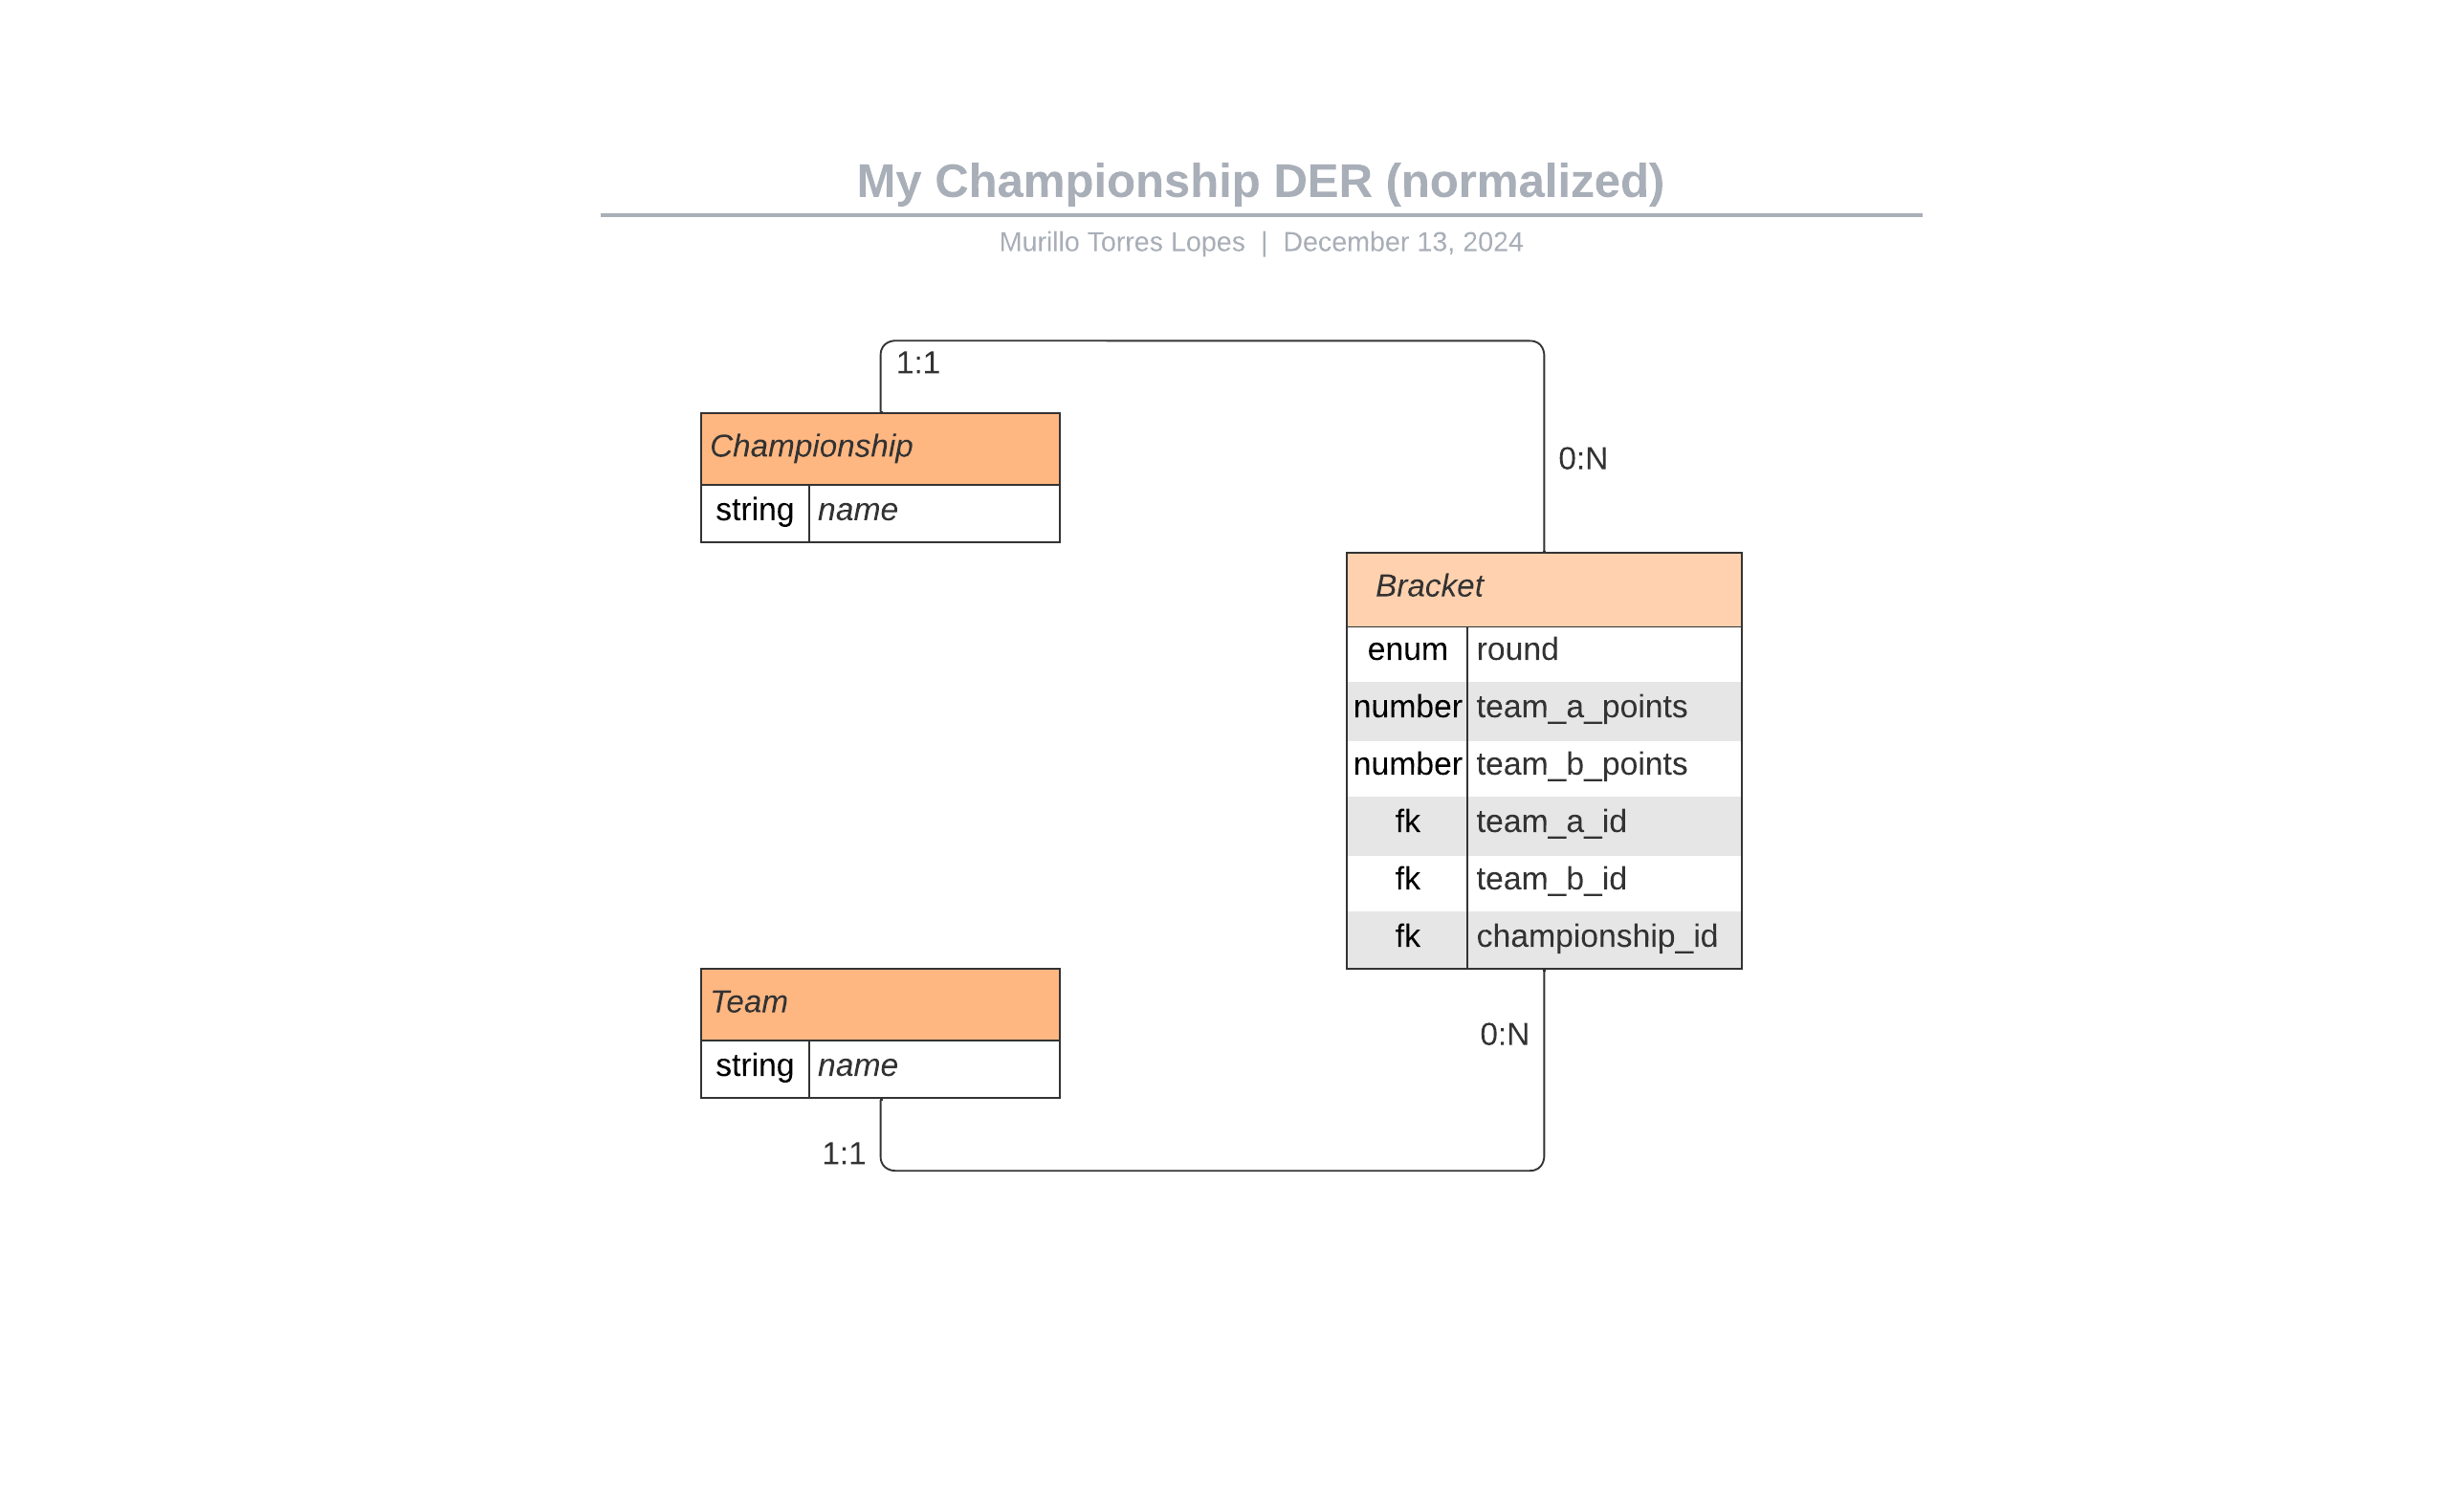 My Championship DER (normalized)
Murillo Torres Lopes | December 13, 2024
1:1
Championship
0:N
string name
Bracket
enum round
number team_a_points
number team_b_points
fk team_a_id
fk team_b_id
fk championship_id
Team
0:N
string name
1:1